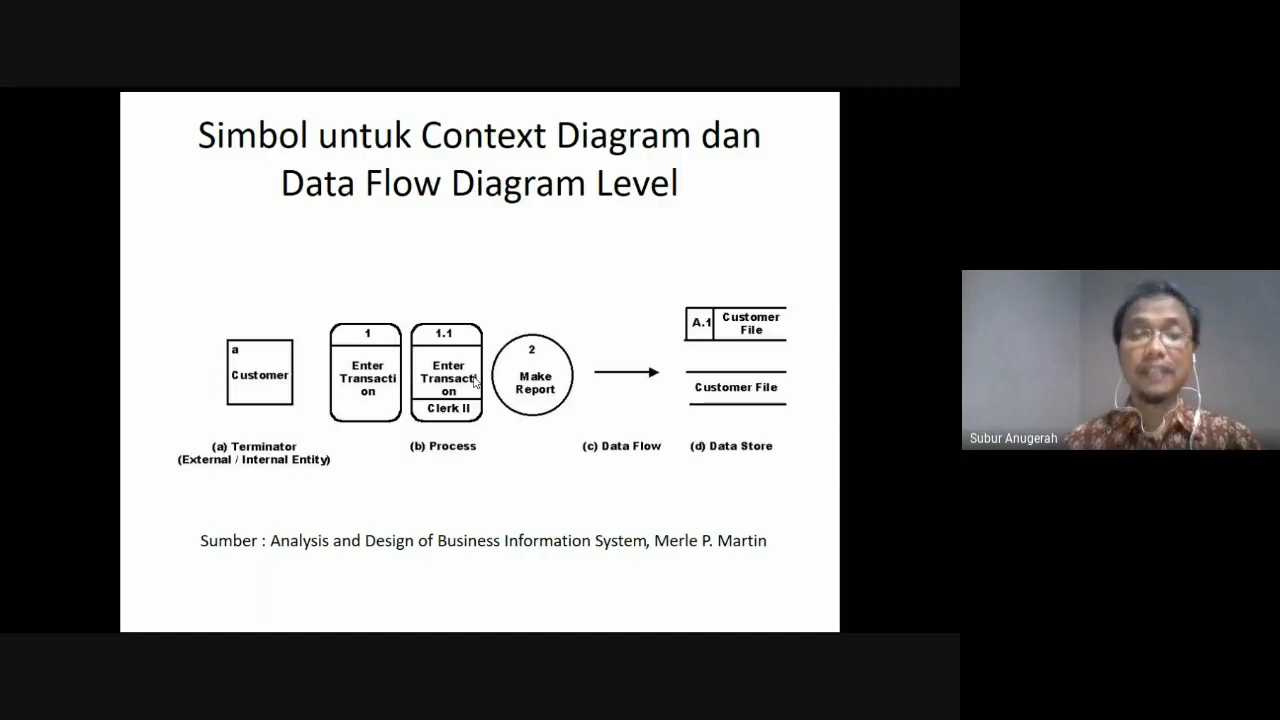 Simbol untuk Context Diagram dan
Data Flow Diagram Level
a
Customer
1
Enter
Transacti
on
1.1
Enter
Transacti
on
Clerk II
2
Make
Report
A.1
Customer
File
Customer File
(a) Terminator
(External / Internal Entity)
(b) Process
(c) Data Flow
(d) Data Store
Sumber : Analysis and Design of Business Information System, Merle P. Martin
Subur Anugerah